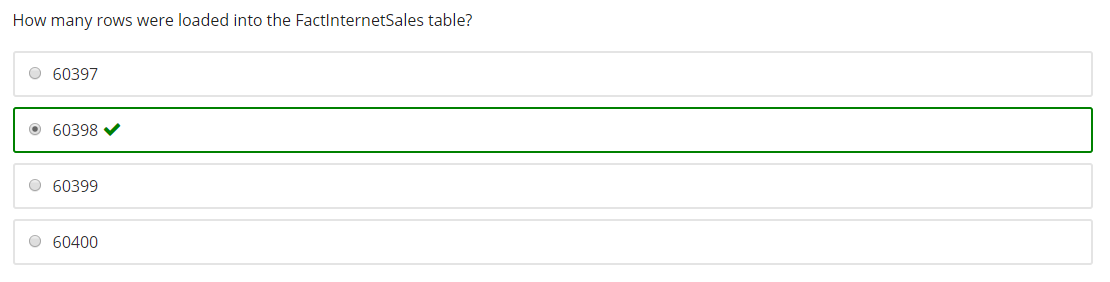 How many rows were loaded into the FactInternetSales table?
60397
60398
60399
60400